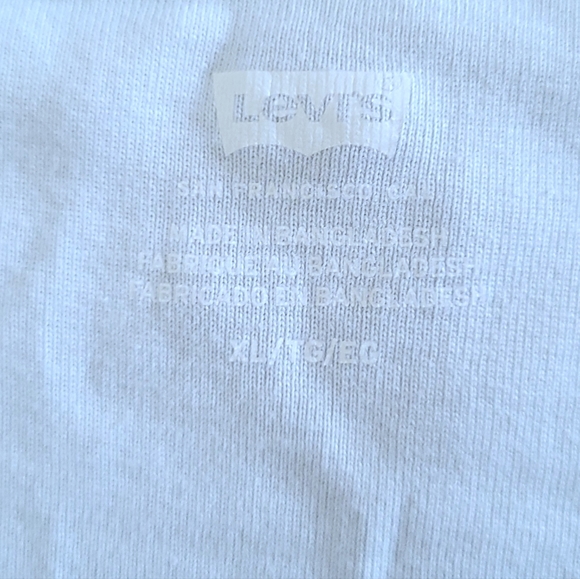 Levi's
SAN FRANCISCO, CAL
MADE IN BANGLADESH
FABRIQUÉ AU BANGLADESH
FABRICADO EN BANGLADESH
XL/TG/EG